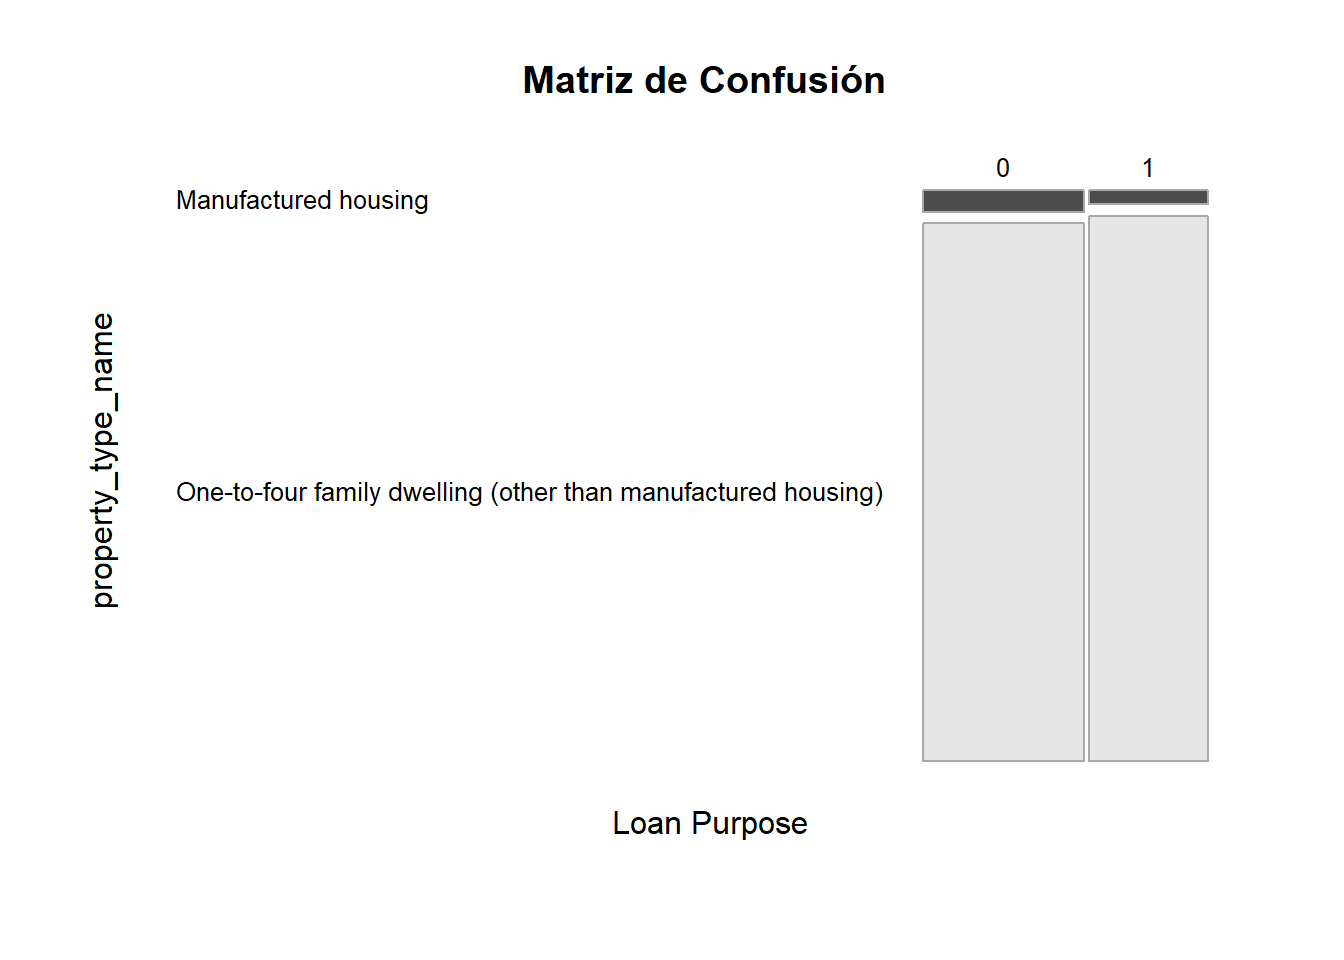 Matriz de Confusión
0 1
Manufactured housing
property_type_name
One-to-four family dwelling (other than manufactured housing)
Loan Purpose